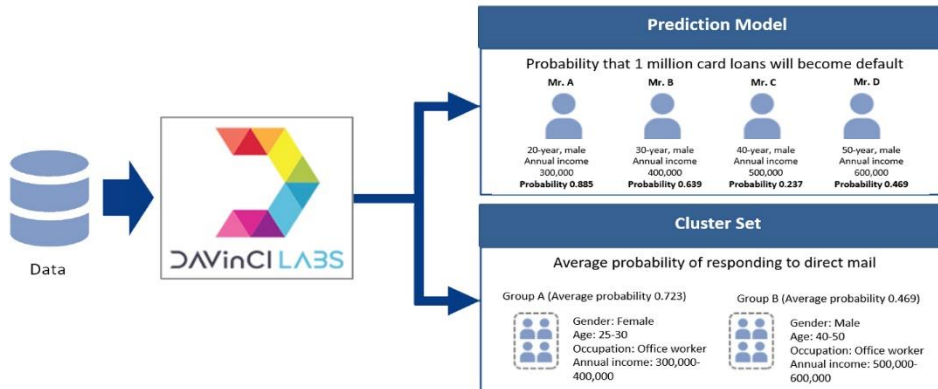 Prediction Model
Probability that 1 million card loans will become default
Mr. A
20-year, male
Annual income
300,000
Probability 0.885
Mr. B
30-year, male
Annual income
400,000
Probability 0.639
Mr. C
40-year, male
Annual income
500,000
Probability 0.237
Mr. D
50-year, male
Annual income
600,000
Probability 0.469
Data
DAVinCI LABS
Cluster Set
Average probability of responding to direct mail
Group A (Average probability 0.723)
Gender: Female
Age: 25-30
Occupation: Office worker
Annual income: 300,000-
400,000
Group B (Average probability 0.469)
Gender: Male
Age: 40-50
Occupation: Office worker
Annual income: 500,000-
600,000